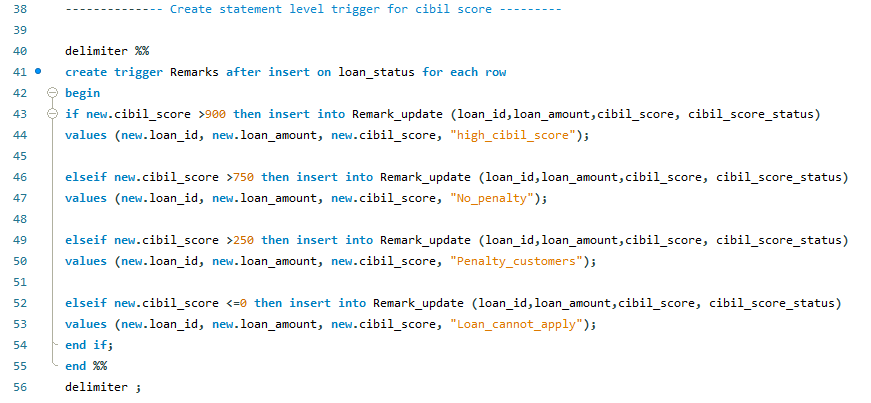 38 -------------- Create statement level trigger for cibil score ---------
39
40 delimiter %%
41 create trigger Remarks after insert on loan_status for each row
42 begin
43 if new.cibil_score >900 then insert into Remark_update (loan_id,loan_amount,cibil_score, cibil_score_status)
44 values (new.loan_id, new.loan_amount, new.cibil_score, "high_cibil_score");
45
46 elseif new.cibil_score >750 then insert into Remark_update (loan_id,loan_amount,cibil_score, cibil_score_status)
47 values (new.loan_id, new.loan_amount, new.cibil_score, "No_penalty");
48
49 elseif new.cibil_score >250 then insert into Remark_update (loan_id,loan_amount,cibil_score, cibil_score_status)
50 values (new.loan_id, new.loan_amount, new.cibil_score, "Penalty_customers");
51
52 elseif new.cibil_score <=0 then insert into Remark_update (loan_id,loan_amount,cibil_score, cibil_score_status)
53 values (new.loan_id, new.loan_amount, new.cibil_score, "Loan_cannot_apply");
54 end if;
55 end %%
56 delimiter ;